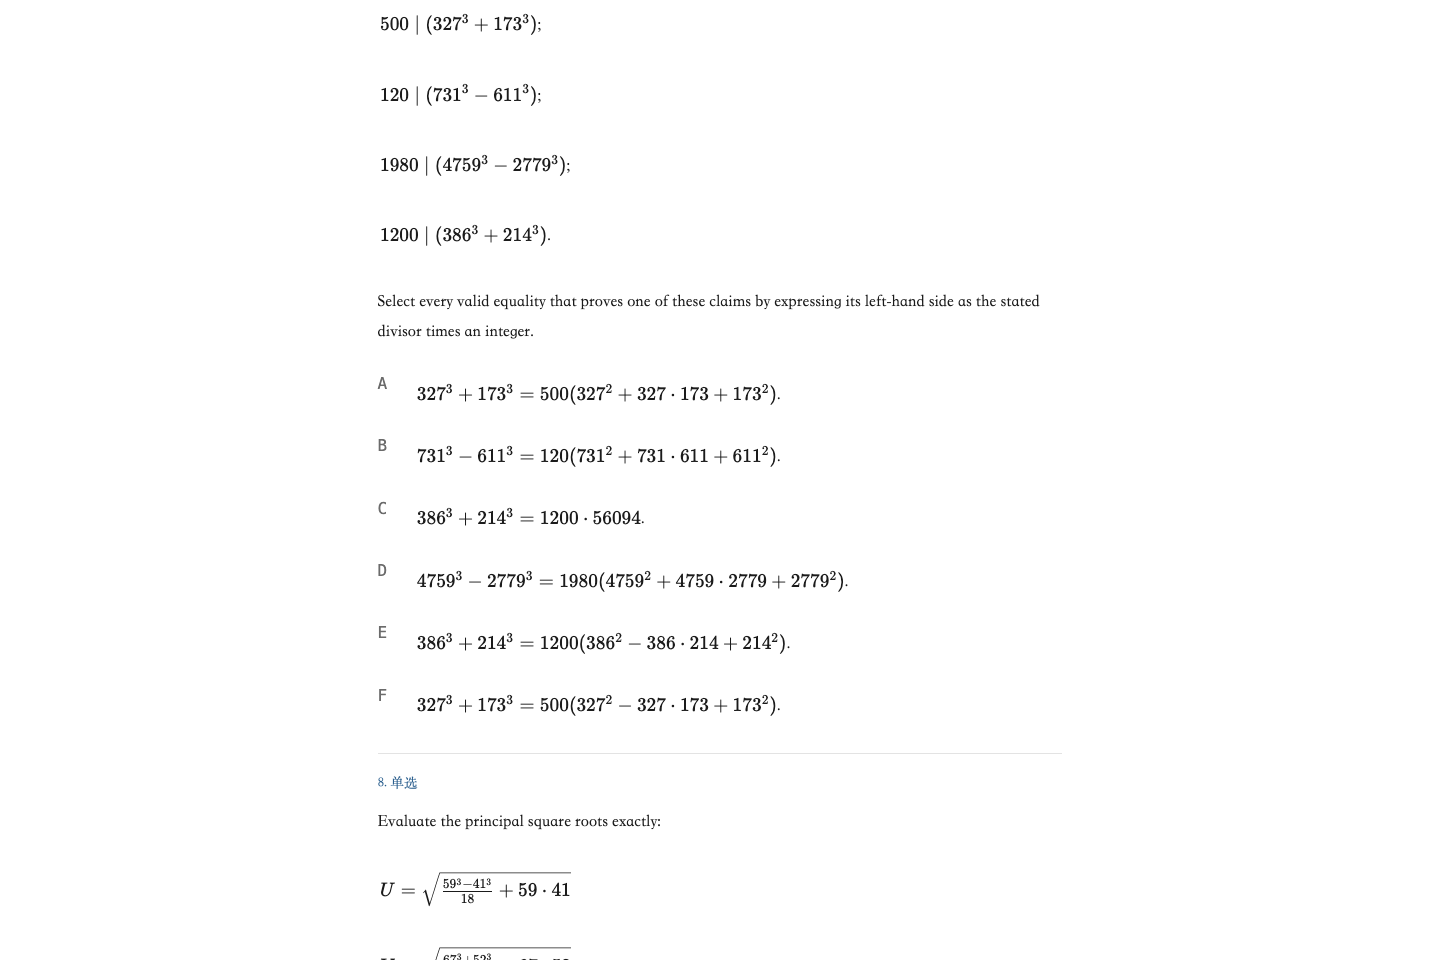 500 | (327³ + 173³);
120 | (731³ − 611³);
1980 | (4759³ − 2779³);
1200 | (386³ + 214³).
Select every valid equality that proves one of these claims by expressing its left-hand side as the stated
divisor times an integer.
A 327³ + 173³ = 500(327² + 327 · 173 + 173²).
B 731³ − 611³ = 120(731² + 731 · 611 + 611²).
C 386³ + 214³ = 1200 · 56094.
D 4759³ − 2779³ = 1980(4759² + 4759 · 2779 + 2779²).
E 386³ + 214³ = 1200(386² − 386 · 214 + 214²).
F 327³ + 173³ = 500(327² − 327 · 173 + 173²).
8. 单选
Evaluate the principal square roots exactly:
U = √((59³−41³)/18 + 59 · 41)